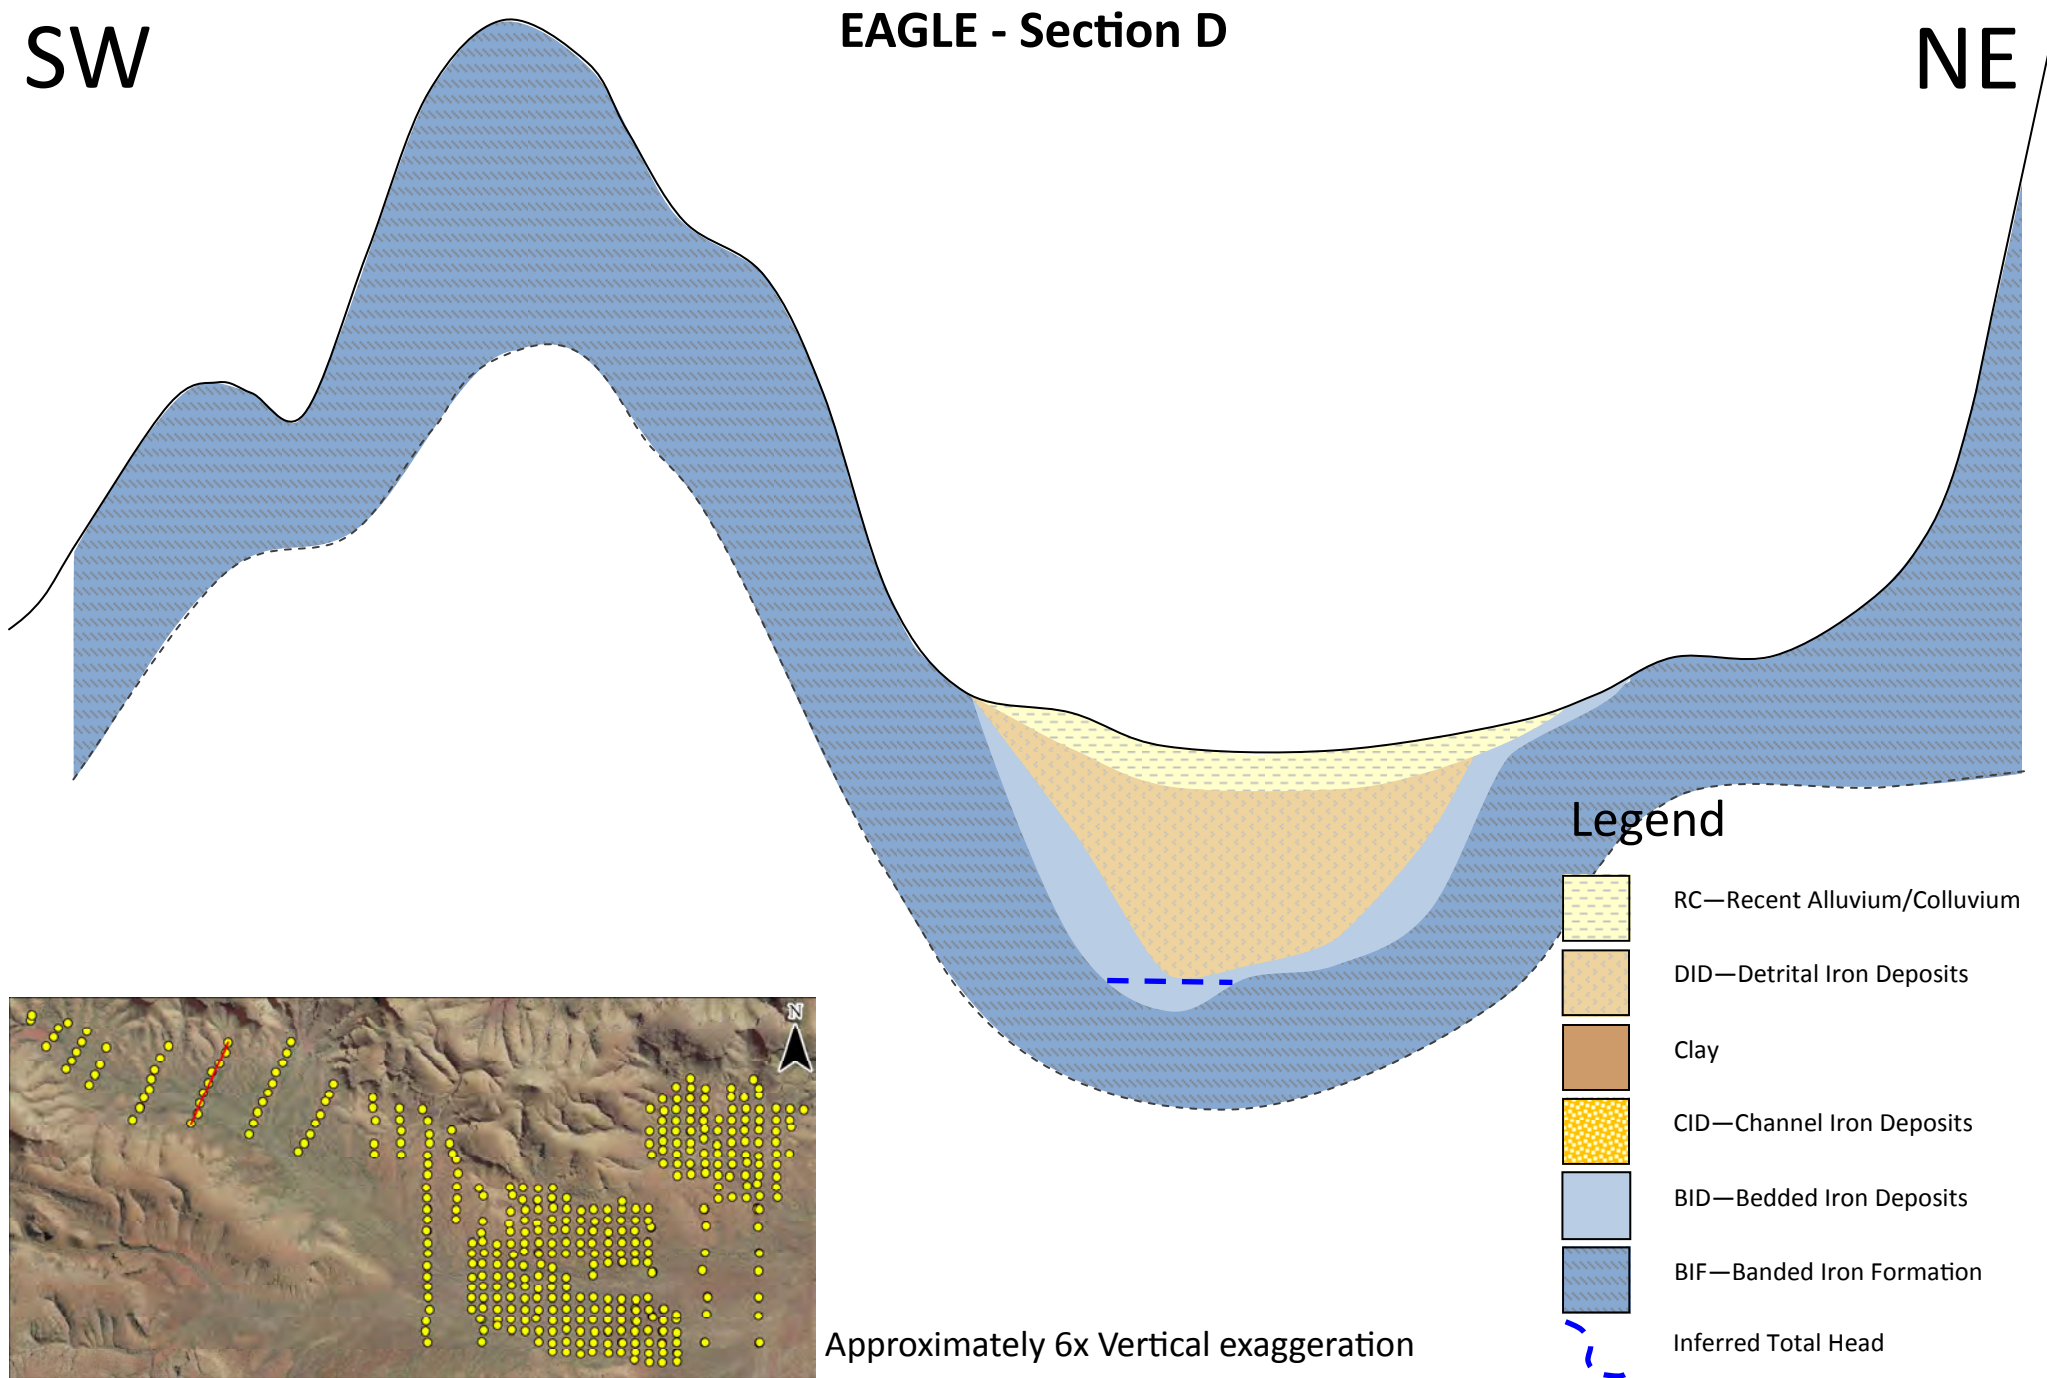 EAGLE - Section D
SW
NE
Legend
RC—Recent Alluvium/Colluvium
DID—Detrital Iron Deposits
Clay
CID—Channel Iron Deposits
BID—Bedded Iron Deposits
BIF—Banded Iron Formation
Inferred Total Head
N
Approximately 6x Vertical exaggeration